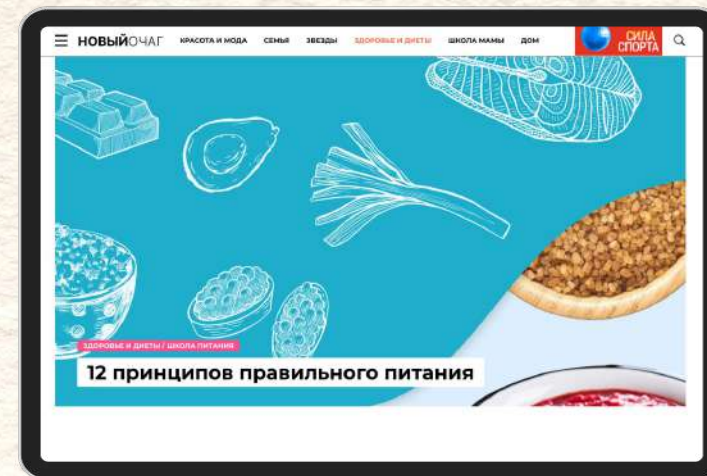 НОВЫЙОЧАГ КРАСОТА И МОДА СЕМЬЯ ЗВЕЗДЫ ЗДОРОВЬЕ И ДИЕТЫ ШКОЛА МАМЫ ДОМ
СИЛА
СПОРТА
ЗДОРОВЬЕ И ДИЕТЫ / ШКОЛА ПИТАНИЯ
12 принципов правильного питания